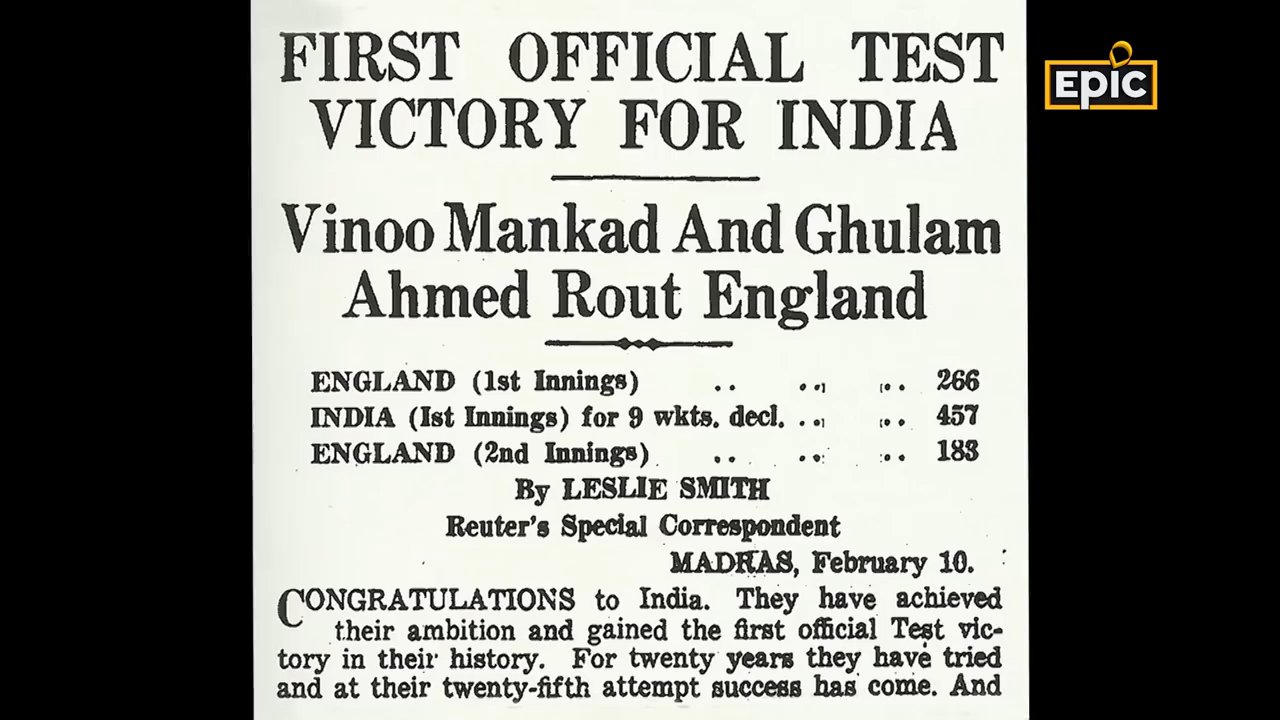 FIRST OFFICIAL TEST
VICTORY FOR INDIA
Vinoo Mankad And Ghulam
Ahmed Rout England
ENGLAND (1st Innings) .. .. .. 266
INDIA (Ist Innings) for 9 wkts. decl. .. .. 457
ENGLAND (2nd Innings) .. .. .. 183
By LESLIE SMITH
Reuter's Special Correspondent
MADRAS, February 10.
CONGRATULATIONS to India. They have achieved
their ambition and gained the first official Test vic-
tory in their history. For twenty years they have tried
and at their twenty-fifth attempt success has come. And
EPIC